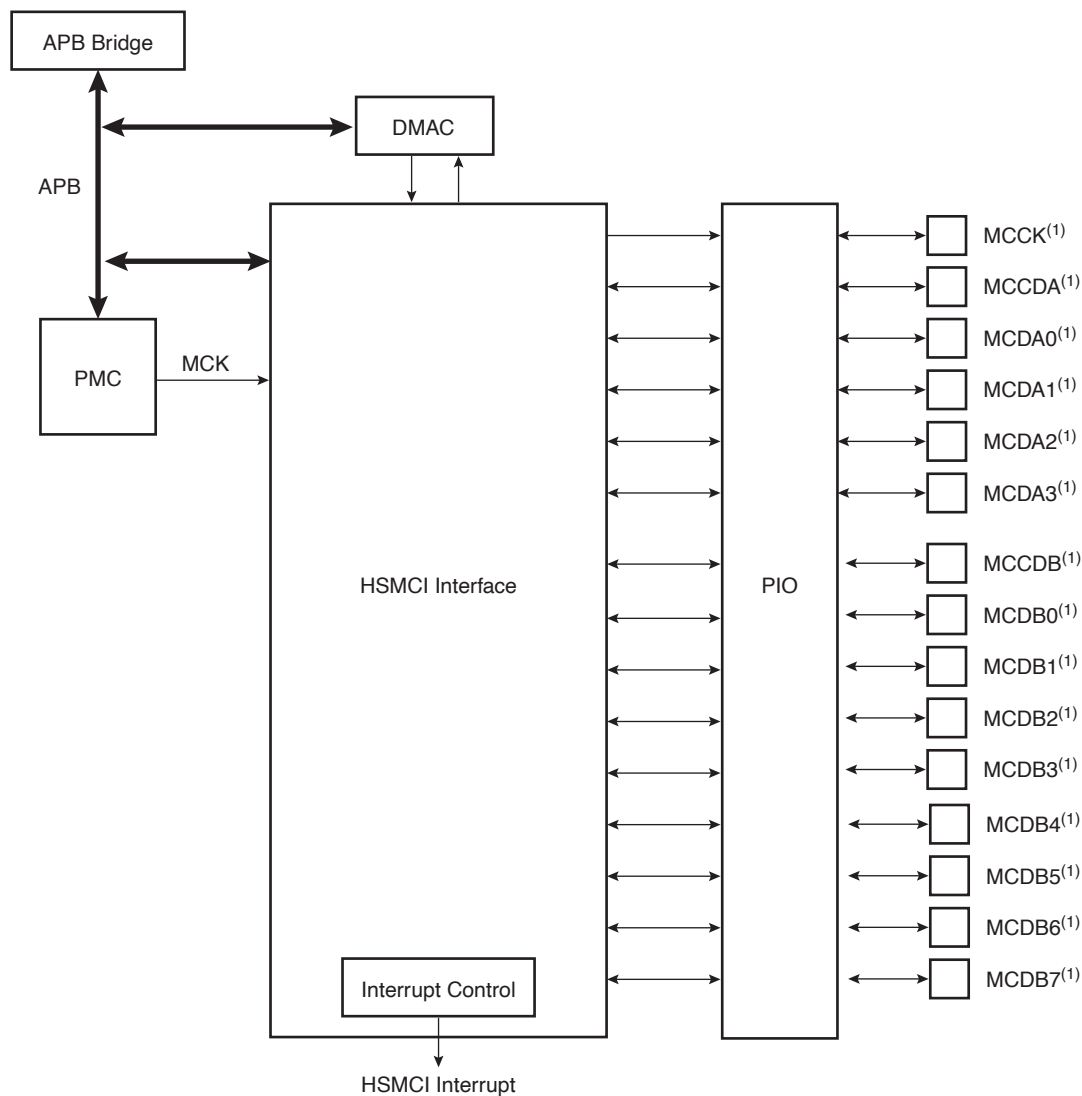 APB Bridge
DMAC
APB
MCCK(1)
MCCDA(1)
MCDA0(1)
PMC
MCK
MCDA1(1)
MCDA2(1)
MCDA3(1)
HSMCI Interface
PIO
MCCDB(1)
MCDB0(1)
MCDB1(1)
MCDB2(1)
MCDB3(1)
MCDB4(1)
MCDB5(1)
MCDB6(1)
MCDB7(1)
Interrupt Control
HSMCI Interrupt